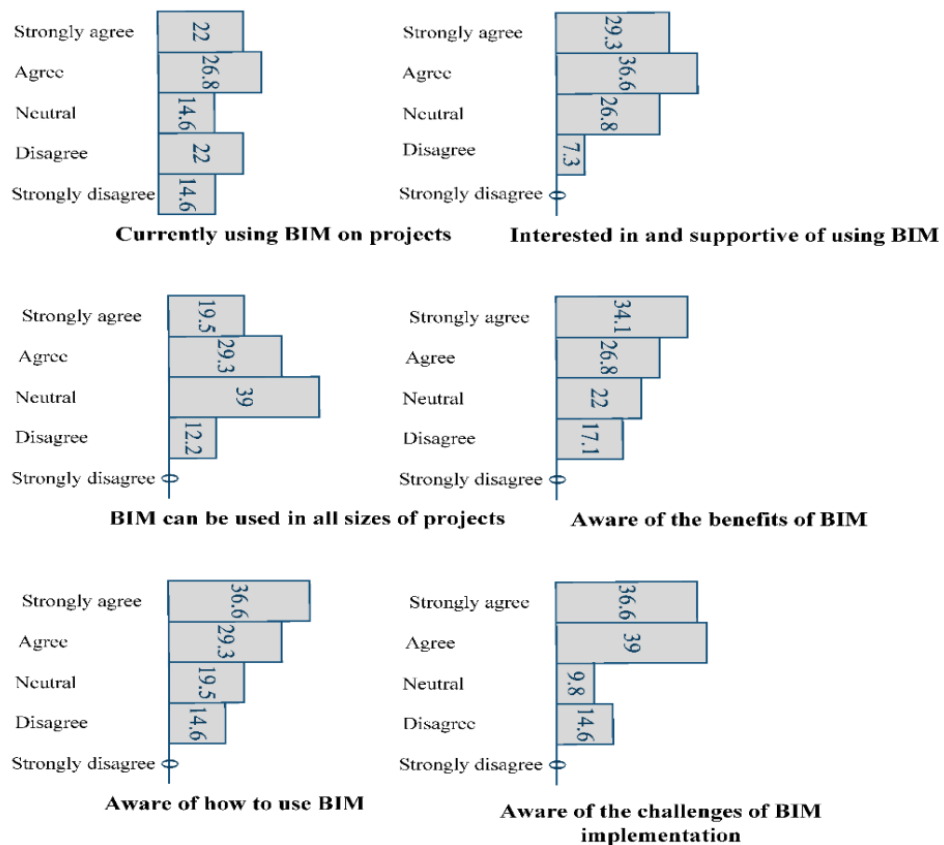 Strongly agree 22
Agree 26.8
Neutral 14.6
Disagree 22
Strongly disagree 14.6
Currently using BIM on projects
Strongly agree 29.3
Agree 36.6
Neutral 26.8
Disagree 7.3
Strongly disagree 0
Interested in and supportive of using BIM
Strongly agree 19.5
Agree 29.3
Neutral 39
Disagree 12.2
Strongly disagree 0
BIM can be used in all sizes of projects
Strongly agree 34.1
Agree 26.8
Neutral 22
Disagree 17.1
Strongly disagree 0
Aware of the benefits of BIM
Strongly agree 36.6
Agree 29.3
Neutral 19.5
Disagree 14.6
Strongly disagree 0
Aware of how to use BIM
Strongly agree 36.6
Agree 39
Neutral 9.8
Disagree 14.6
Strongly disagree 0
Aware of the challenges of BIM
implementation